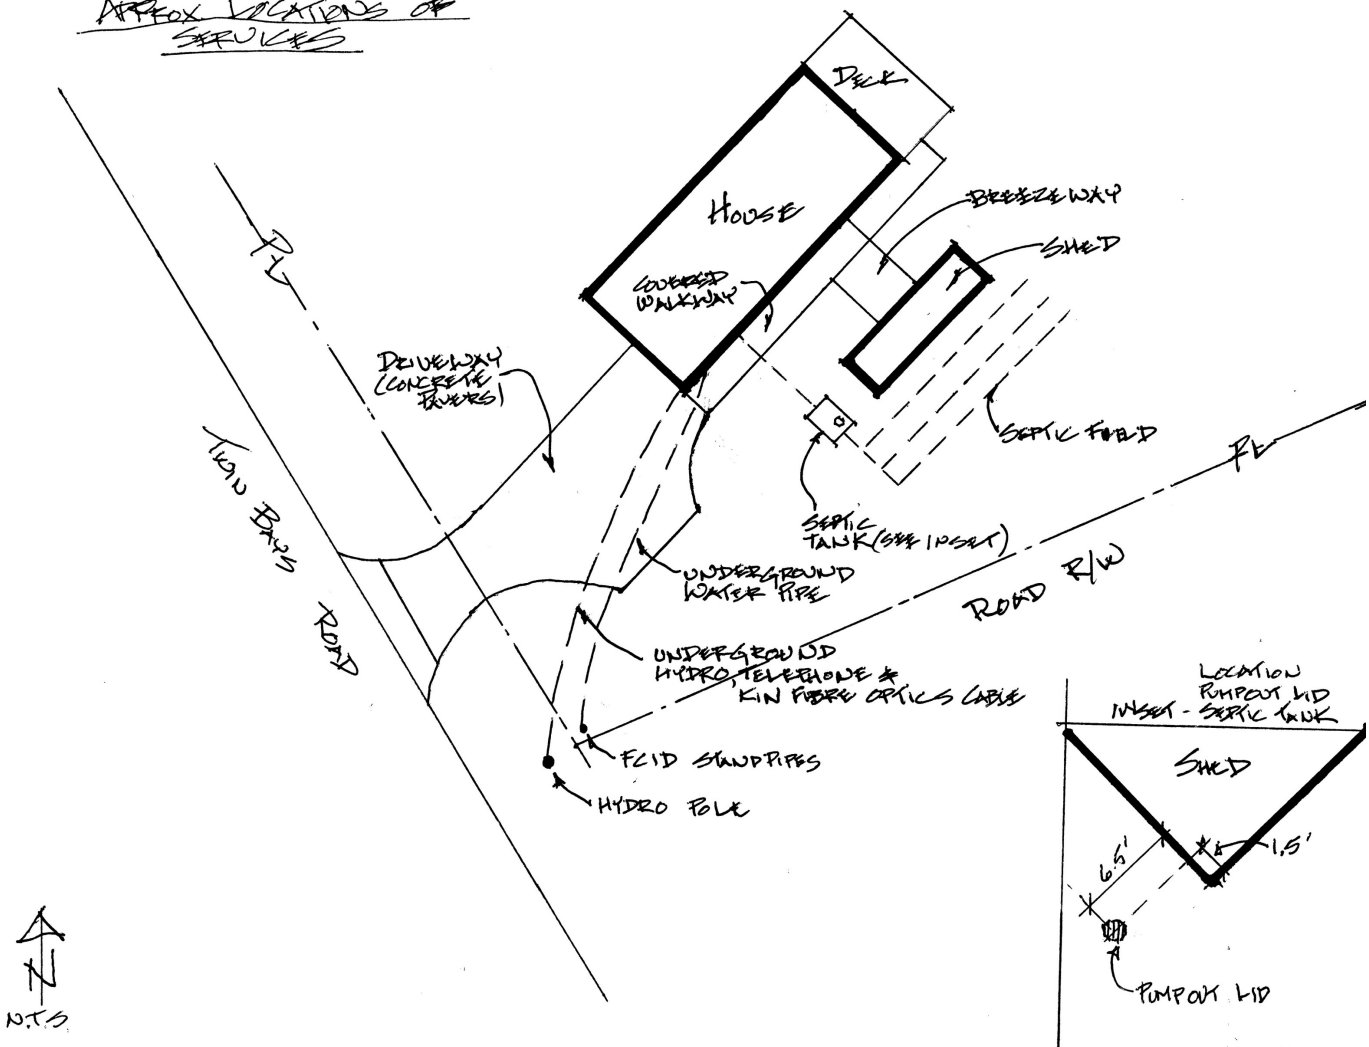 APPROX LOCATIONS OF
SERVICES
DECK
HOUSE
BREEZEWAY
SHED
COVERED
WALKWAY
PL
DRIVEWAY
(CONCRETE
PAVERS)
TWIN BAYS
ROAD
SEPTIC FIELD
PL
SEPTIC
TANK (SEE INSET)
ROAD R/W
UNDERGROUND
WATER PIPE
UNDERGROUND
HYDRO, TELEPHONE &
KIN FIBRE OPTICS CABLE
FCID STANDPIPES
HYDRO POLE
LOCATION
PUMPOUT LID
INSET - SEPTIC TANK
SHED
6.5'
1.5'
PUMPOUT LID
N
N.T.S.